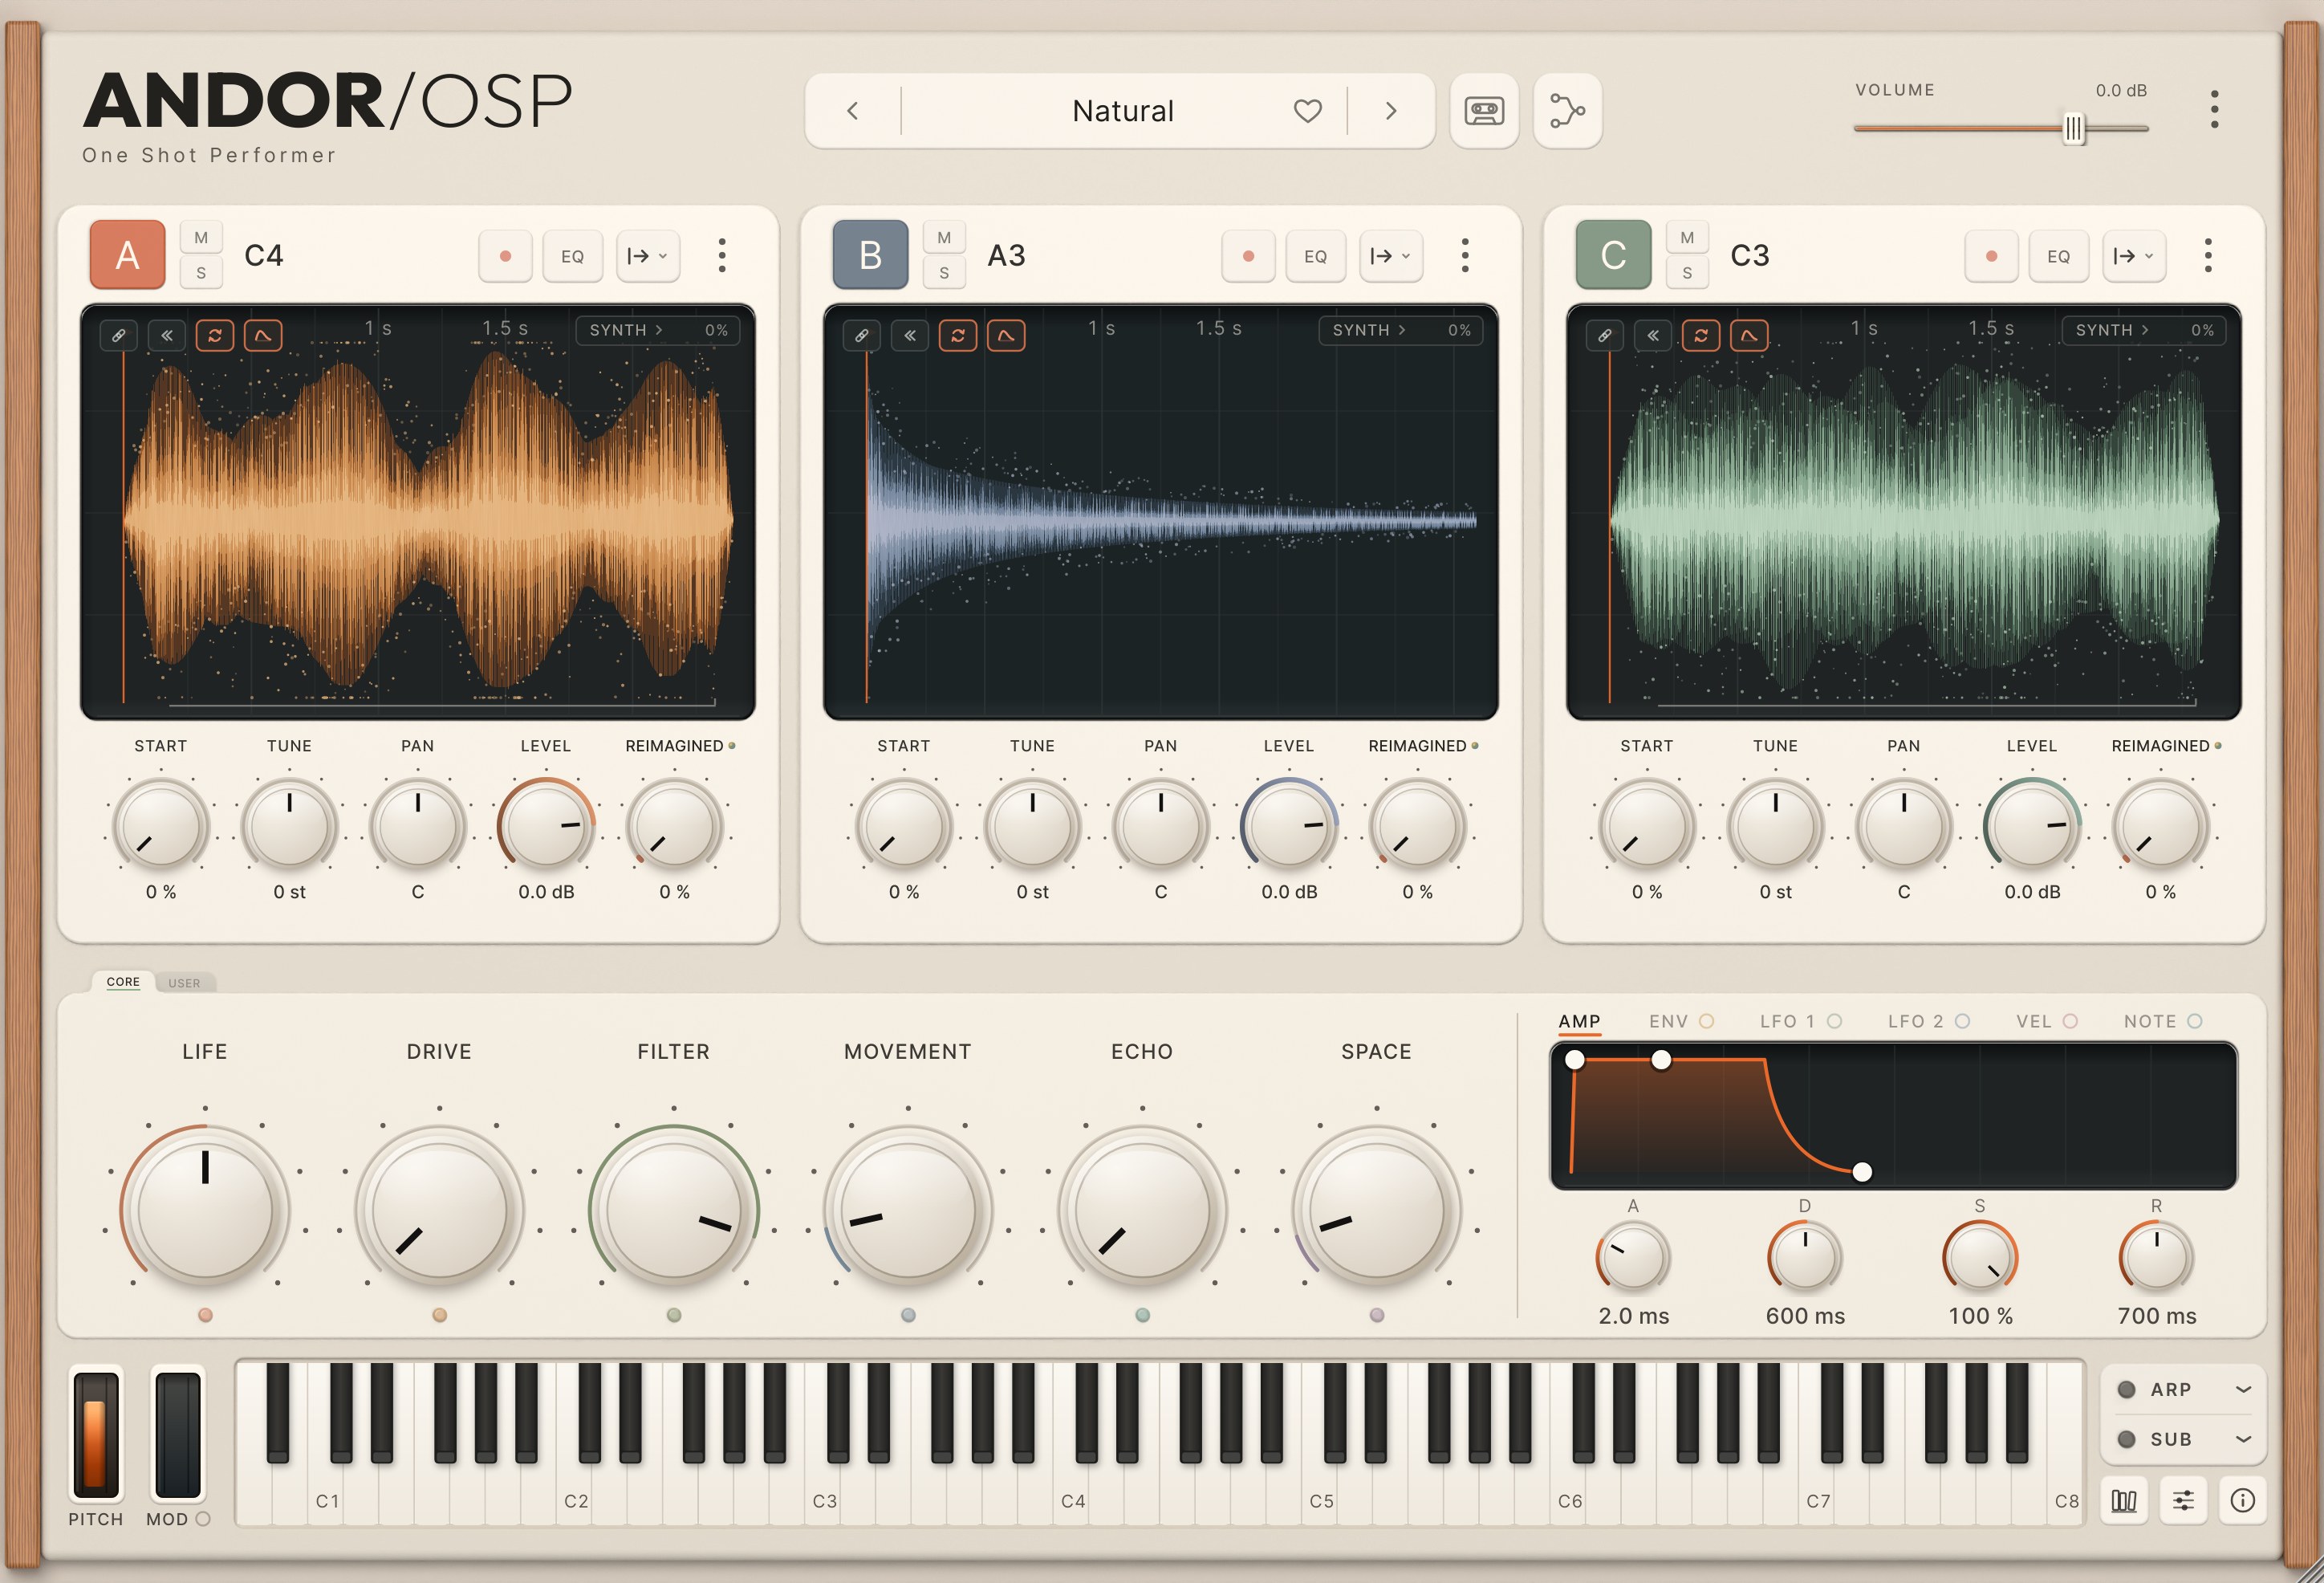 ANDOR/OSP
One Shot Performer
Natural
VOLUME 0.0 dB
A M S C4 EQ
B M S A3 EQ
C M S C3 EQ
1 s 1.5 s SYNTH > 0%
1 s 1.5 s SYNTH > 0%
1 s 1.5 s SYNTH > 0%
START TUNE PAN LEVEL REIMAGINED
0 % 0 st C 0.0 dB 0 %
START TUNE PAN LEVEL REIMAGINED
0 % 0 st C 0.0 dB 0 %
START TUNE PAN LEVEL REIMAGINED
0 % 0 st C 0.0 dB 0 %
CORE USER
LIFE DRIVE FILTER MOVEMENT ECHO SPACE
AMP ENV LFO 1 LFO 2 VEL NOTE
A D S R
2.0 ms 600 ms 100 % 700 ms
PITCH MOD
C1 C2 C3 C4 C5 C6 C7 C8
ARP
SUB